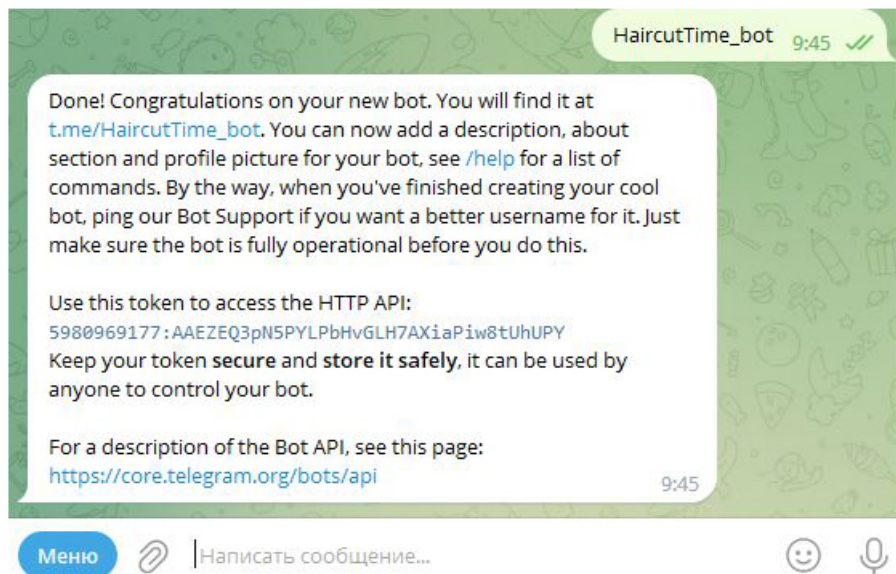 HaircutTime_bot 9:45
Done! Congratulations on your new bot. You will find it at
t.me/HaircutTime_bot. You can now add a description, about
section and profile picture for your bot, see /help for a list of
commands. By the way, when you've finished creating your cool
bot, ping our Bot Support if you want a better username for it. Just
make sure the bot is fully operational before you do this.
Use this token to access the HTTP API:
5980969177:AAEZEQ3pN5PYLPbHvGLH7AXiaPiw8tUhUPY
Keep your token secure and store it safely, it can be used by
anyone to control your bot.
For a description of the Bot API, see this page:
https://core.telegram.org/bots/api
9:45
Меню Написать сообщение...